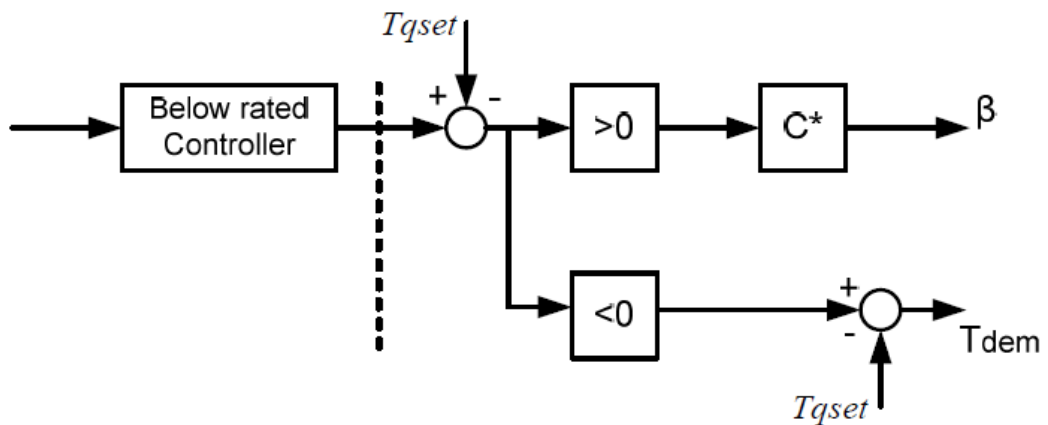 Tqset
+ -
Below rated
Controller
>0
C*
β
<0
+
-
Tdem
Tqset